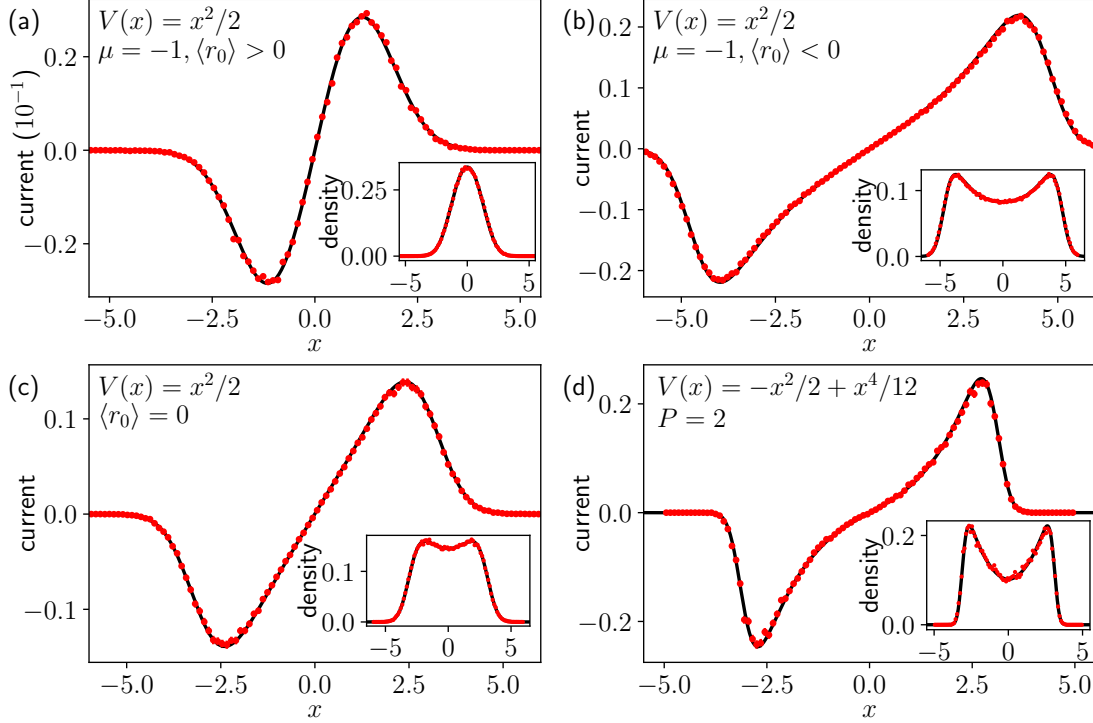 (a)
V(x) = x²/2
μ = −1, ⟨r₀⟩ > 0
current (10⁻¹)
0.2
0.0
−0.2
−5.0 −2.5 0.0 2.5 5.0
x
density
0.25
0.00
−5 0 5
(b)
V(x) = x²/2
μ = −1, ⟨r₀⟩ < 0
current
0.2
0.1
0.0
−0.1
−0.2
−5.0 −2.5 0.0 2.5 5.0
x
density
0.1
0.0
−5 0 5
(c)
V(x) = x²/2
⟨r₀⟩ = 0
current
0.1
0.0
−0.1
−5.0 −2.5 0.0 2.5 5.0
x
density
0.1
0.0
−5 0 5
(d)
V(x) = −x²/2 + x⁴/12
P = 2
current
0.2
0.0
−0.2
−5.0 −2.5 0.0 2.5 5.0
x
density
0.2
0.0
−5 0 5